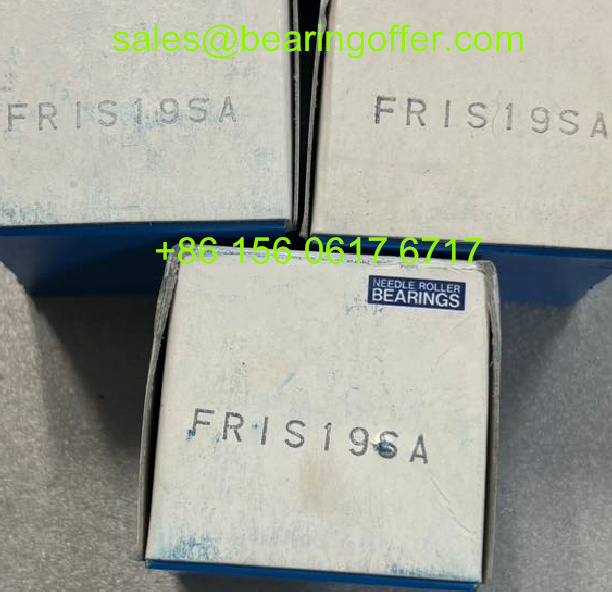 sales@bearingoffer.com
FRIS19SA
FRIS19SA
+86 156 0617 6717
NEEDLE ROLLER
BEARINGS
FRIS19SA